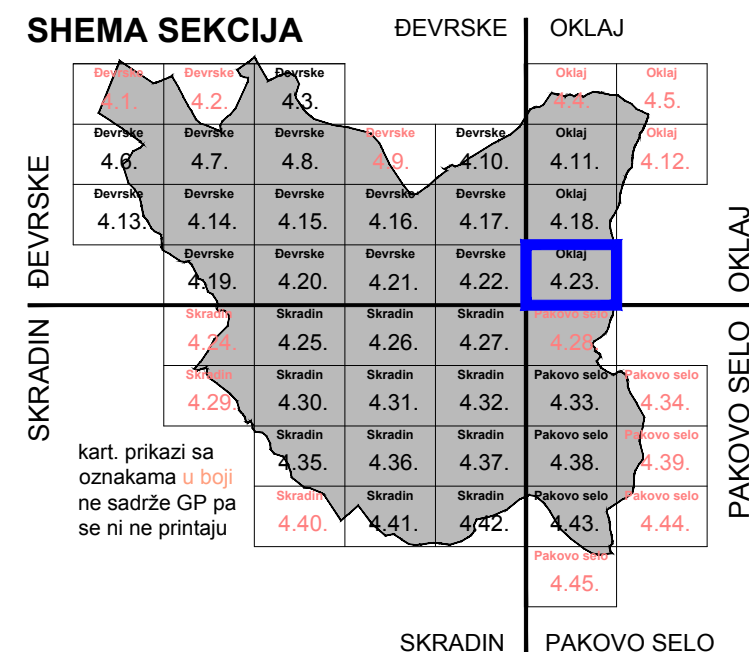 SHEMA SEKCIJA
ĐEVRSKE
OKLAJ
Đevrske Đevrske Đevrske Oklaj Oklaj
4.1. 4.2. 4.3. 4.4. 4.5.
Đevrske Đevrske Đevrske Đevrske Đevrske Oklaj Oklaj
4.6. 4.7. 4.8. 4.9. 4.10. 4.11. 4.12.
Đevrske Đevrske Đevrske Đevrske Đevrske Oklaj
4.13. 4.14. 4.15. 4.16. 4.17. 4.18.
Đevrske Đevrske Đevrske Đevrske Oklaj
4.19. 4.20. 4.21. 4.22. 4.23.
Skradin Skradin Skradin Skradin Pakovo selo
4.24. 4.25. 4.26. 4.27. 4.28.
Skradin Skradin Skradin Skradin Pakovo selo Pakovo selo
4.29. 4.30. 4.31. 4.32. 4.33. 4.34.
Skradin Skradin Skradin Pakovo selo Pakovo selo
4.35. 4.36. 4.37. 4.38. 4.39.
Skradin Skradin Skradin Pakovo selo Pakovo selo
4.40. 4.41. 4.42. 4.43. 4.44.
Pakovo selo
4.45.
ĐEVRSKE
SKRADIN
OKLAJ
PAKOVO SELO
kart. prikazi sa
oznakama u boji
ne sadrže GP pa
se ni ne printaju
SKRADIN
PAKOVO SELO